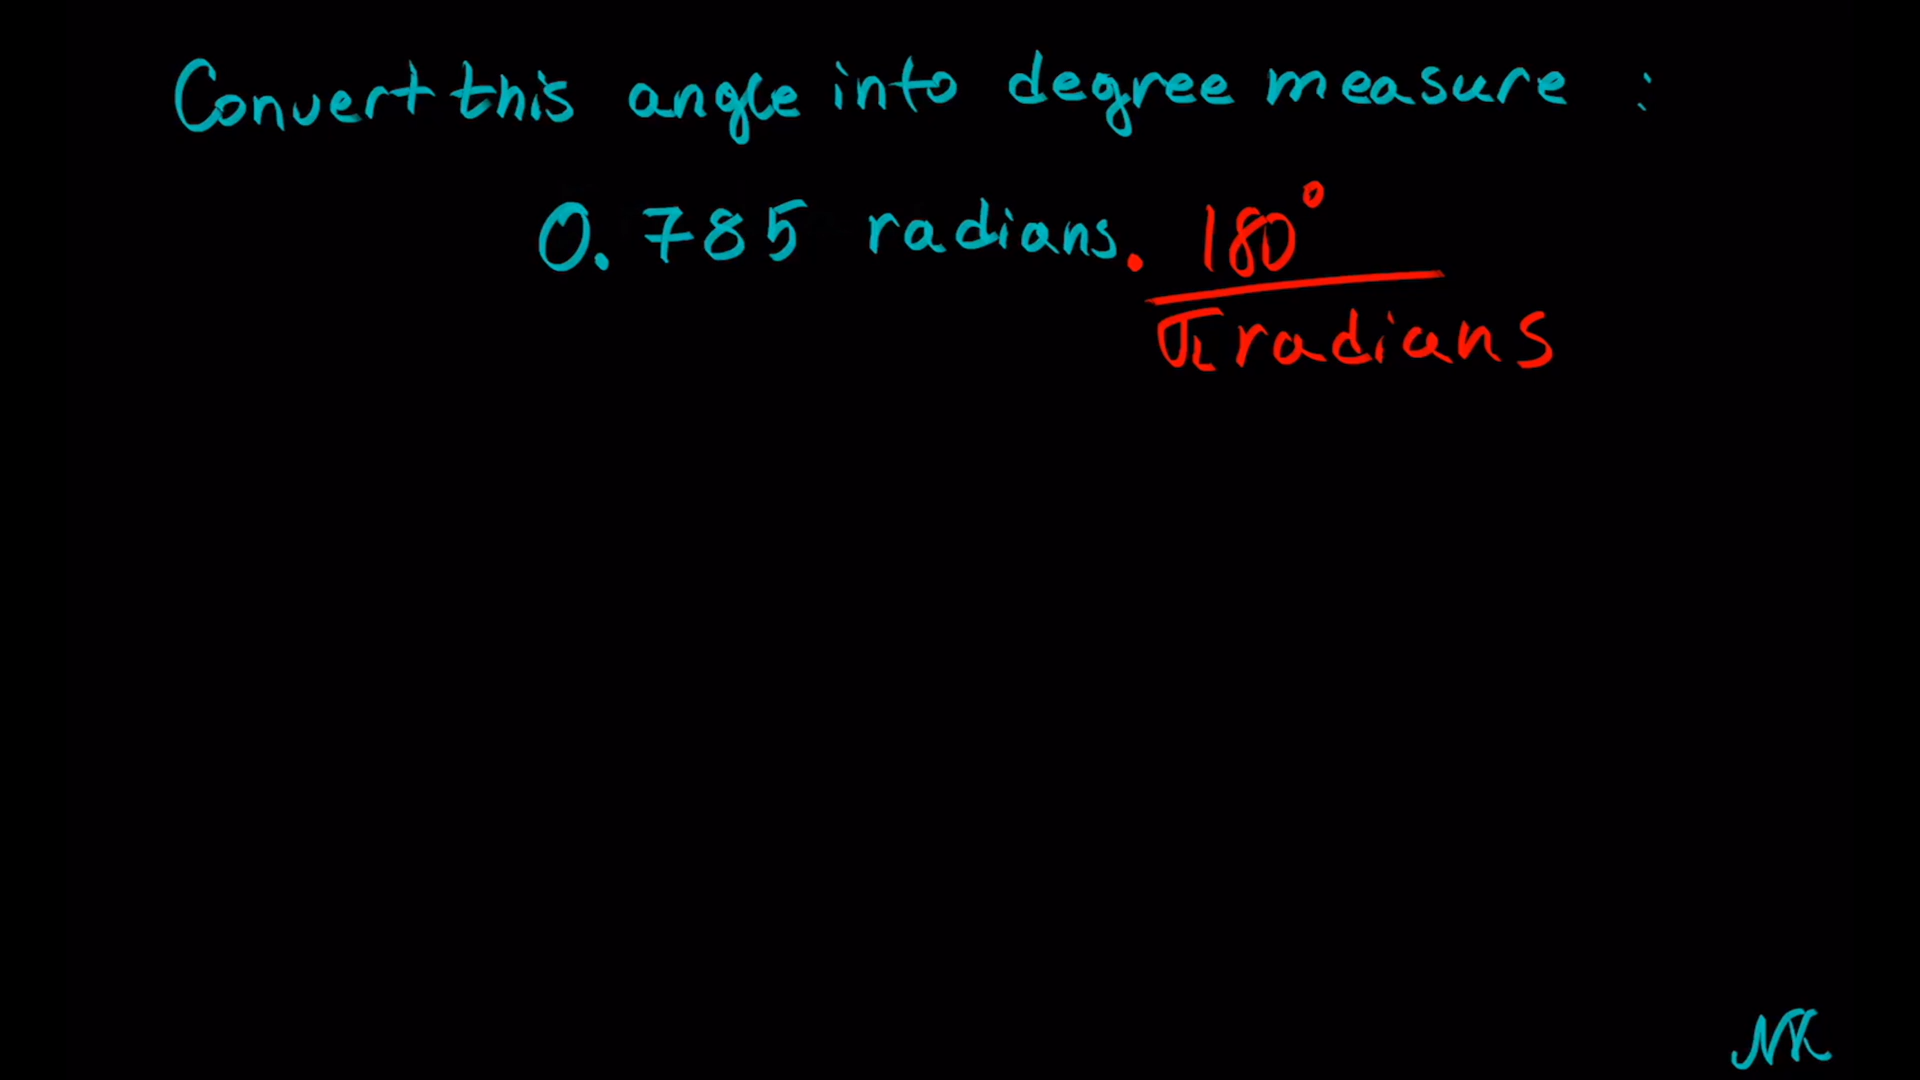 Convert this angle into degree measure :
0.785 radians. 180°
π radians
NK